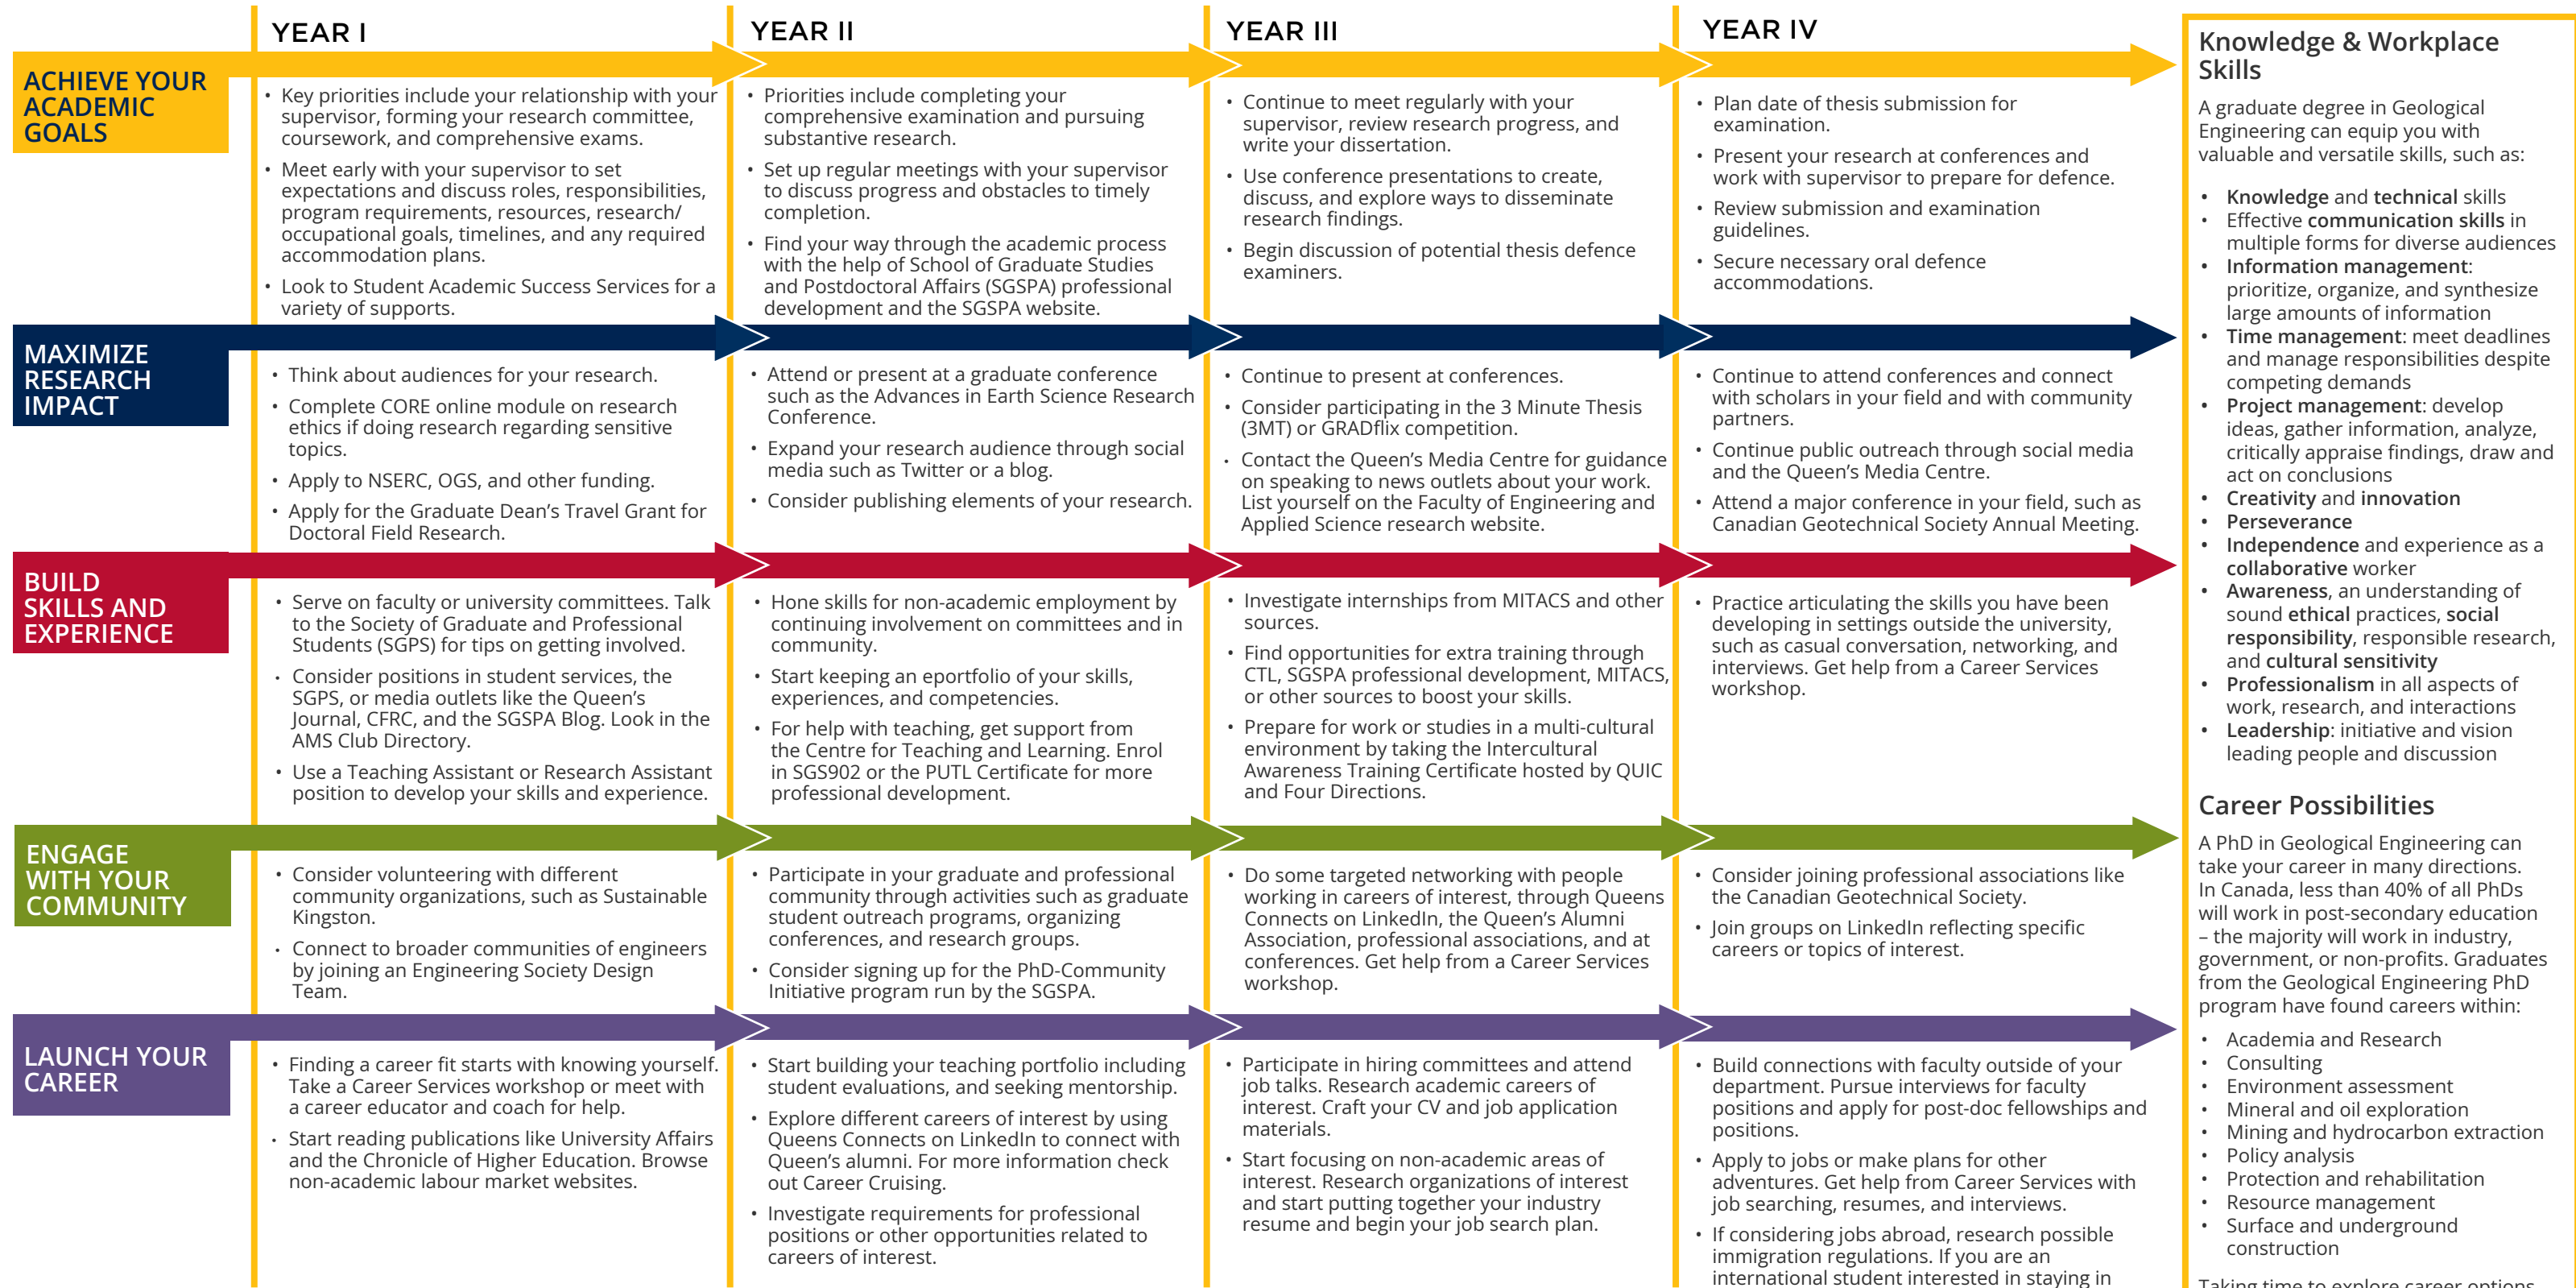 YEAR I
YEAR II
YEAR III
YEAR IV
ACHIEVE YOUR
ACADEMIC
GOALS
• Key priorities include your relationship with your
supervisor, forming your research committee,
coursework, and comprehensive exams.
• Meet early with your supervisor to set
expectations and discuss roles, responsibilities,
program requirements, resources, research/
occupational goals, timelines, and any required
accommodation plans.
• Look to Student Academic Success Services for a
variety of supports.
• Priorities include completing your
comprehensive examination and pursuing
substantive research.
• Set up regular meetings with your supervisor
to discuss progress and obstacles to timely
completion.
• Find your way through the academic process
with the help of School of Graduate Studies
and Postdoctoral Affairs (SGSPA) professional
development and the SGSPA website.
• Continue to meet regularly with your
supervisor, review research progress, and
write your dissertation.
• Use conference presentations to create,
discuss, and explore ways to disseminate
research findings.
• Begin discussion of potential thesis defence
examiners.
• Plan date of thesis submission for
examination.
• Present your research at conferences and
work with supervisor to prepare for defence.
• Review submission and examination
guidelines.
• Secure necessary oral defence
accommodations.
MAXIMIZE
RESEARCH
IMPACT
• Think about audiences for your research.
• Complete CORE online module on research
ethics if doing research regarding sensitive
topics.
• Apply to NSERC, OGS, and other funding.
• Apply for the Graduate Dean's Travel Grant for
Doctoral Field Research.
• Attend or present at a graduate conference
such as the Advances in Earth Science Research
Conference.
• Expand your research audience through social
media such as Twitter or a blog.
• Consider publishing elements of your research.
• Continue to present at conferences.
• Consider participating in the 3 Minute Thesis
(3MT) or GRADflix competition.
• Contact the Queen's Media Centre for guidance
on speaking to news outlets about your work.
List yourself on the Faculty of Engineering and
Applied Science research website.
• Continue to attend conferences and connect
with scholars in your field and with community
partners.
• Continue public outreach through social media
and the Queen's Media Centre.
• Attend a major conference in your field, such as
Canadian Geotechnical Society Annual Meeting.
BUILD
SKILLS AND
EXPERIENCE
• Serve on faculty or university committees. Talk
to the Society of Graduate and Professional
Students (SGPS) for tips on getting involved.
• Consider positions in student services, the
SGPS, or media outlets like the Queen's
Journal, CFRC, and the SGSPA Blog. Look in the
AMS Club Directory.
• Use a Teaching Assistant or Research Assistant
position to develop your skills and experience.
• Hone skills for non-academic employment by
continuing involvement on committees and in
community.
• Start keeping an eportfolio of your skills,
experiences, and competencies.
• For help with teaching, get support from
the Centre for Teaching and Learning. Enrol
in SGS902 or the PUTL Certificate for more
professional development.
• Investigate internships from MITACS and other
sources.
• Find opportunities for extra training through
CTL, SGSPA professional development, MITACS,
or other sources to boost your skills.
• Prepare for work or studies in a multi-cultural
environment by taking the Intercultural
Awareness Training Certificate hosted by QUIC
and Four Directions.
• Practice articulating the skills you have been
developing in settings outside the university,
such as casual conversation, networking, and
interviews. Get help from a Career Services
workshop.
ENGAGE
WITH YOUR
COMMUNITY
• Consider volunteering with different
community organizations, such as Sustainable
Kingston.
• Connect to broader communities of engineers
by joining an Engineering Society Design
Team.
• Participate in your graduate and professional
community through activities such as graduate
student outreach programs, organizing
conferences, and research groups.
• Consider signing up for the PhD-Community
Initiative program run by the SGSPA.
• Do some targeted networking with people
working in careers of interest, through Queens
Connects on LinkedIn, the Queen's Alumni
Association, professional associations, and at
conferences. Get help from a Career Services
workshop.
• Consider joining professional associations like
the Canadian Geotechnical Society.
• Join groups on LinkedIn reflecting specific
careers or topics of interest.
LAUNCH YOUR
CAREER
• Finding a career fit starts with knowing yourself.
Take a Career Services workshop or meet with
a career educator and coach for help.
• Start reading publications like University Affairs
and the Chronicle of Higher Education. Browse
non-academic labour market websites.
• Start building your teaching portfolio including
student evaluations, and seeking mentorship.
• Explore different careers of interest by using
Queens Connects on LinkedIn to connect with
Queen's alumni. For more information check
out Career Cruising.
• Investigate requirements for professional
positions or other opportunities related to
careers of interest.
• Participate in hiring committees and attend
job talks. Research academic careers of
interest. Craft your CV and job application
materials.
• Start focusing on non-academic areas of
interest. Research organizations of interest
and start putting together your industry
resume and begin your job search plan.
• Build connections with faculty outside of your
department. Pursue interviews for faculty
positions and apply for post-doc fellowships and
positions.
• Apply to jobs or make plans for other
adventures. Get help from Career Services with
job searching, resumes, and interviews.
• If considering jobs abroad, research possible
immigration regulations. If you are an
international student interested in staying in
Knowledge & Workplace
Skills
A graduate degree in Geological
Engineering can equip you with
valuable and versatile skills, such as:
• Knowledge and technical skills
• Effective communication skills in
multiple forms for diverse audiences
• Information management:
prioritize, organize, and synthesize
large amounts of information
• Time management: meet deadlines
and manage responsibilities despite
competing demands
• Project management: develop
ideas, gather information, analyze,
critically appraise findings, draw and
act on conclusions
• Creativity and innovation
• Perseverance
• Independence and experience as a
collaborative worker
• Awareness, an understanding of
sound ethical practices, social
responsibility, responsible research,
and cultural sensitivity
• Professionalism in all aspects of
work, research, and interactions
• Leadership: initiative and vision
leading people and discussion
Career Possibilities
A PhD in Geological Engineering can
take your career in many directions.
In Canada, less than 40% of all PhDs
will work in post-secondary education
– the majority will work in industry,
government, or non-profits. Graduates
from the Geological Engineering PhD
program have found careers within:
• Academia and Research
• Consulting
• Environment assessment
• Mineral and oil exploration
• Mining and hydrocarbon extraction
• Policy analysis
• Protection and rehabilitation
• Resource management
• Surface and underground
construction
Taking time to explore career options